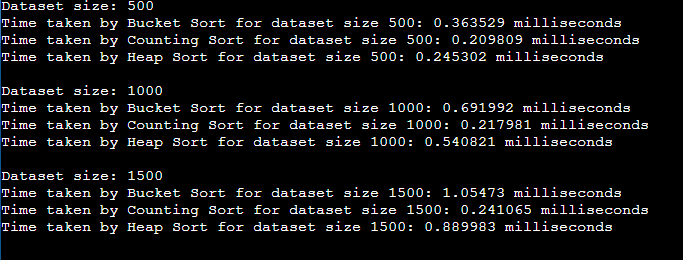 Dataset size: 500
Time taken by Bucket Sort for dataset size 500: 0.363529 milliseconds
Time taken by Counting Sort for dataset size 500: 0.209809 milliseconds
Time taken by Heap Sort for dataset size 500: 0.245302 milliseconds
Dataset size: 1000
Time taken by Bucket Sort for dataset size 1000: 0.691992 milliseconds
Time taken by Counting Sort for dataset size 1000: 0.217981 milliseconds
Time taken by Heap Sort for dataset size 1000: 0.540821 milliseconds
Dataset size: 1500
Time taken by Bucket Sort for dataset size 1500: 1.05473 milliseconds
Time taken by Counting Sort for dataset size 1500: 0.241065 milliseconds
Time taken by Heap Sort for dataset size 1500: 0.889983 milliseconds